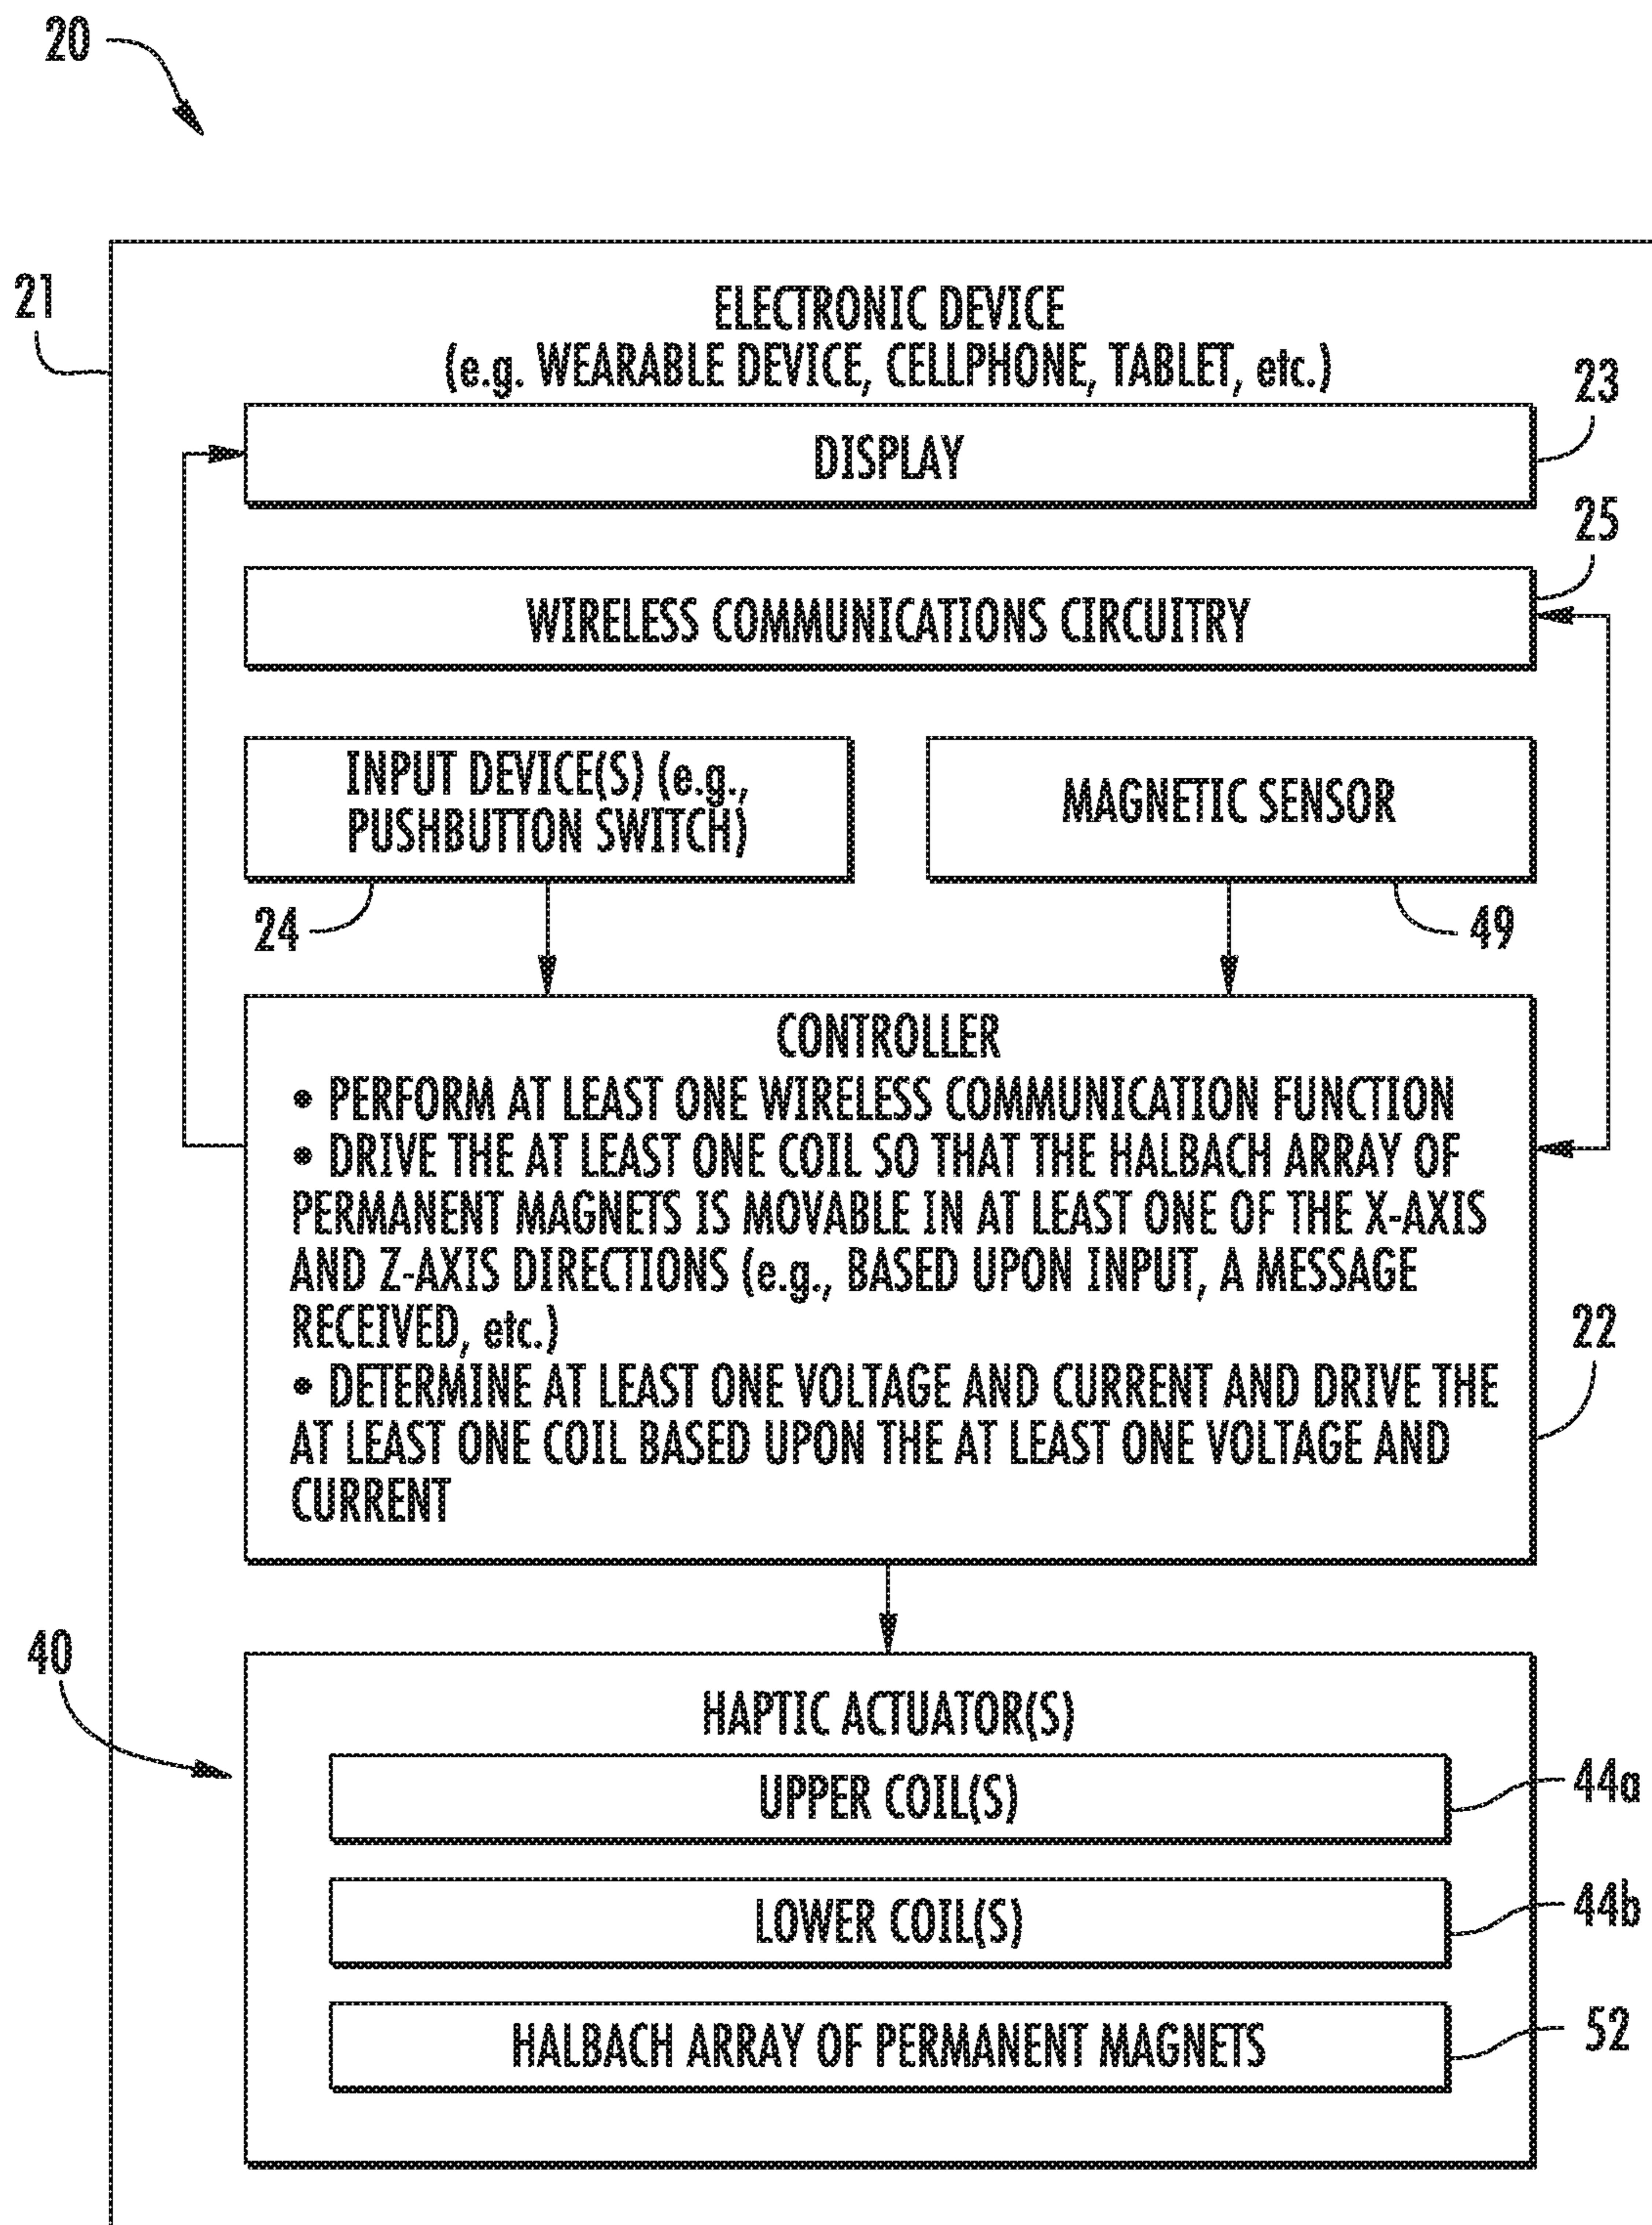 20
21
ELECTRONIC DEVICE
(e.g. WEARABLE DEVICE, CELLPHONE, TABLET, etc.)
23
DISPLAY
25
WIRELESS COMMUNICATIONS CIRCUITRY
INPUT DEVICE(S) (e.g.,
PUSHBUTTON SWITCH)
MAGNETIC SENSOR
24
49
CONTROLLER
• PERFORM AT LEAST ONE WIRELESS COMMUNICATION FUNCTION
• DRIVE THE AT LEAST ONE COIL SO THAT THE HALBACH ARRAY OF
PERMANENT MAGNETS IS MOVABLE IN AT LEAST ONE OF THE X-AXIS
AND Z-AXIS DIRECTIONS (e.g., BASED UPON INPUT, A MESSAGE
RECEIVED, etc.)
• DETERMINE AT LEAST ONE VOLTAGE AND CURRENT AND DRIVE THE
AT LEAST ONE COIL BASED UPON THE AT LEAST ONE VOLTAGE AND
CURRENT
22
40
HAPTIC ACTUATOR(S)
UPPER COIL(S)
44a
LOWER COIL(S)
44b
HALBACH ARRAY OF PERMANENT MAGNETS
52